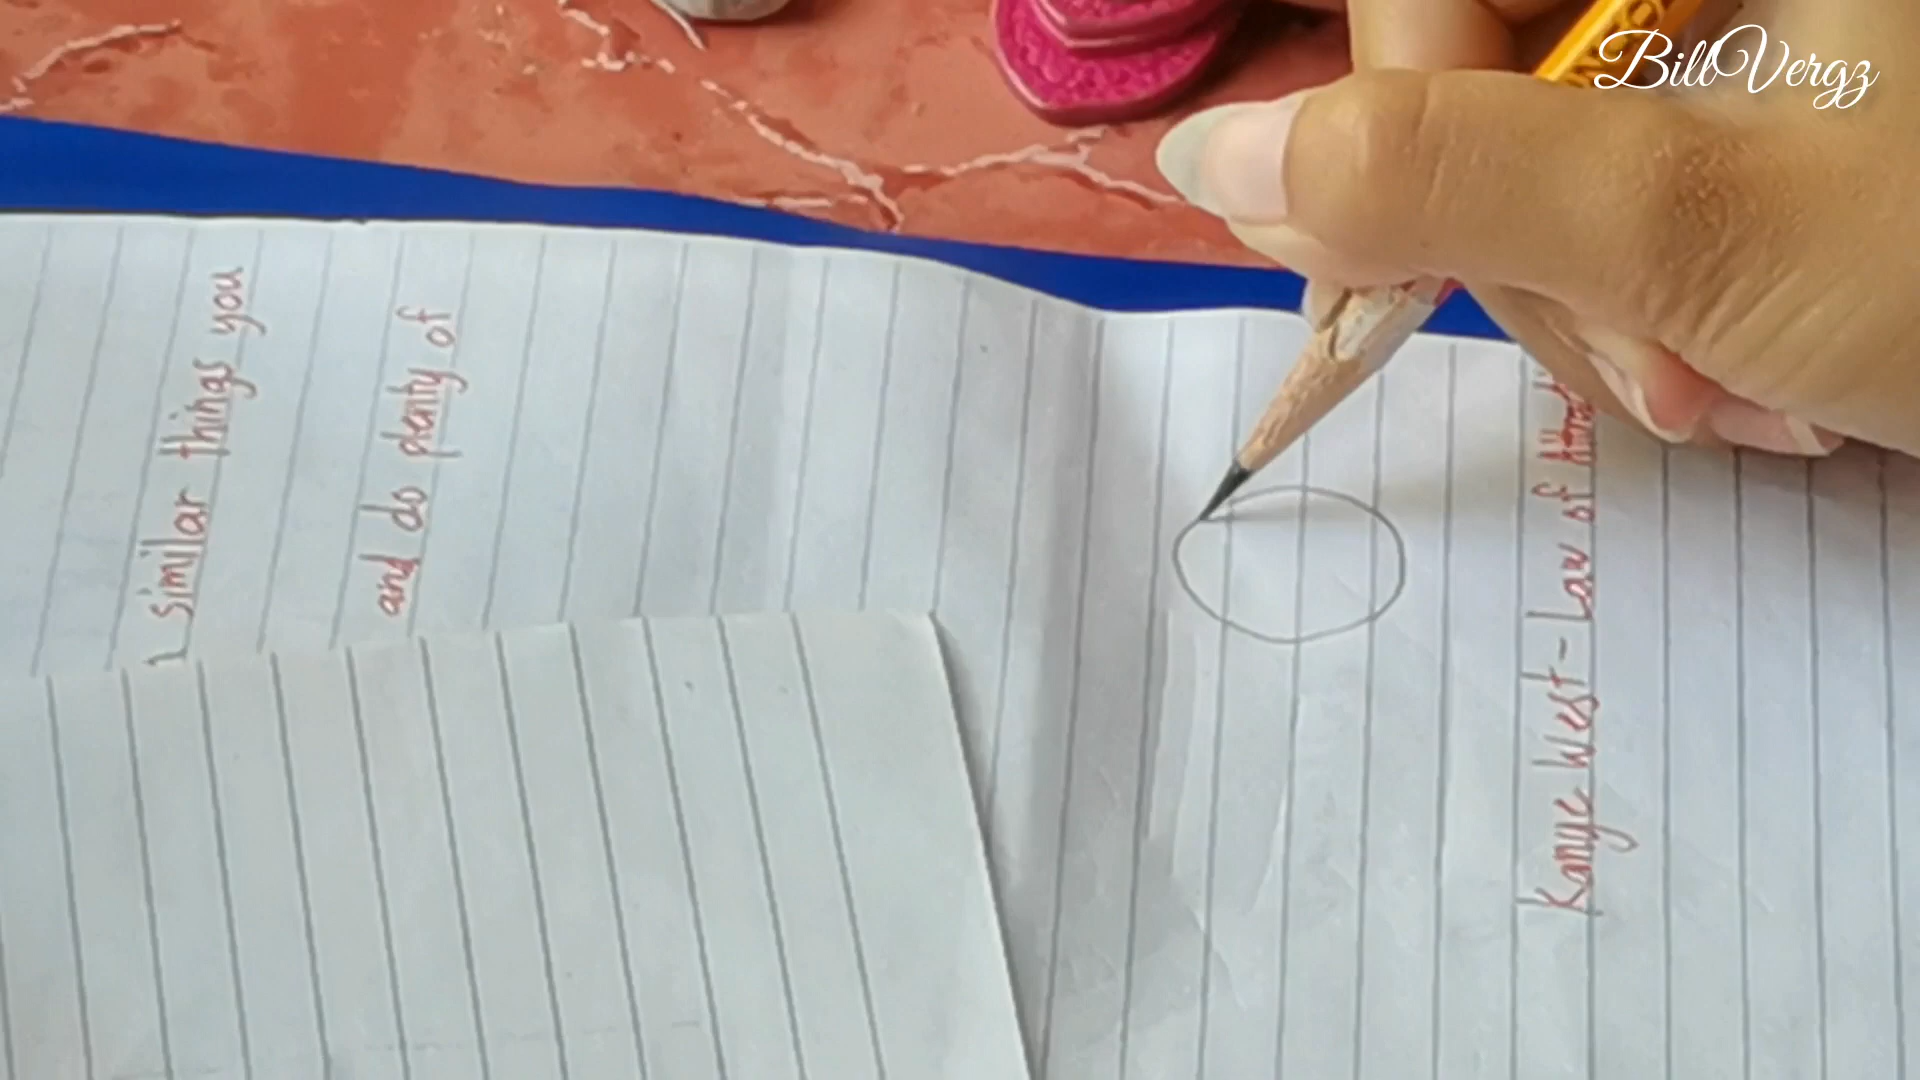 BillVergz
similar things you
and do plenty of
Kanye West - Law of